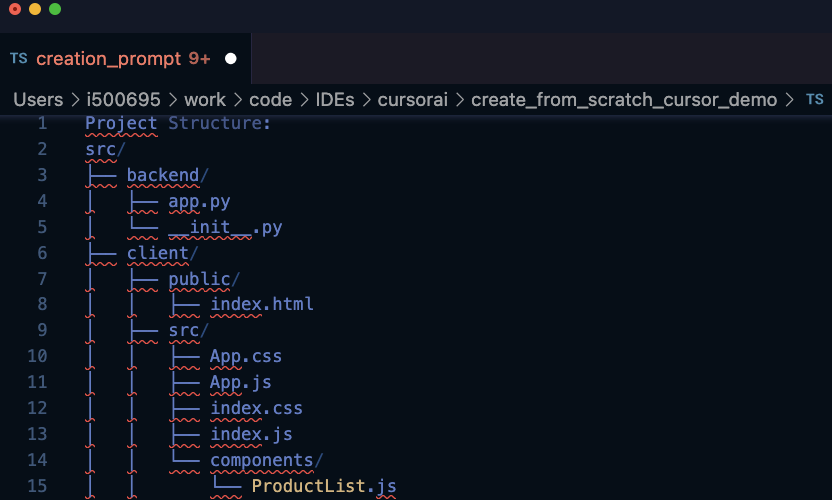 TS creation_prompt 9+
Users > i500695 > work > code > IDEs > cursorai > create_from_scratch_cursor_demo > TS
1 Project Structure:
2 src/
3 ├── backend/
4 │   ├── app.py
5 │   └── __init__.py
6 ├── client/
7 │   ├── public/
8 │   │   ├── index.html
9 │   ├── src/
10 │   │   ├── App.css
11 │   │   ├── App.js
12 │   │   ├── index.css
13 │   │   ├── index.js
14 │   │   └── components/
15 │   │       └── ProductList.js